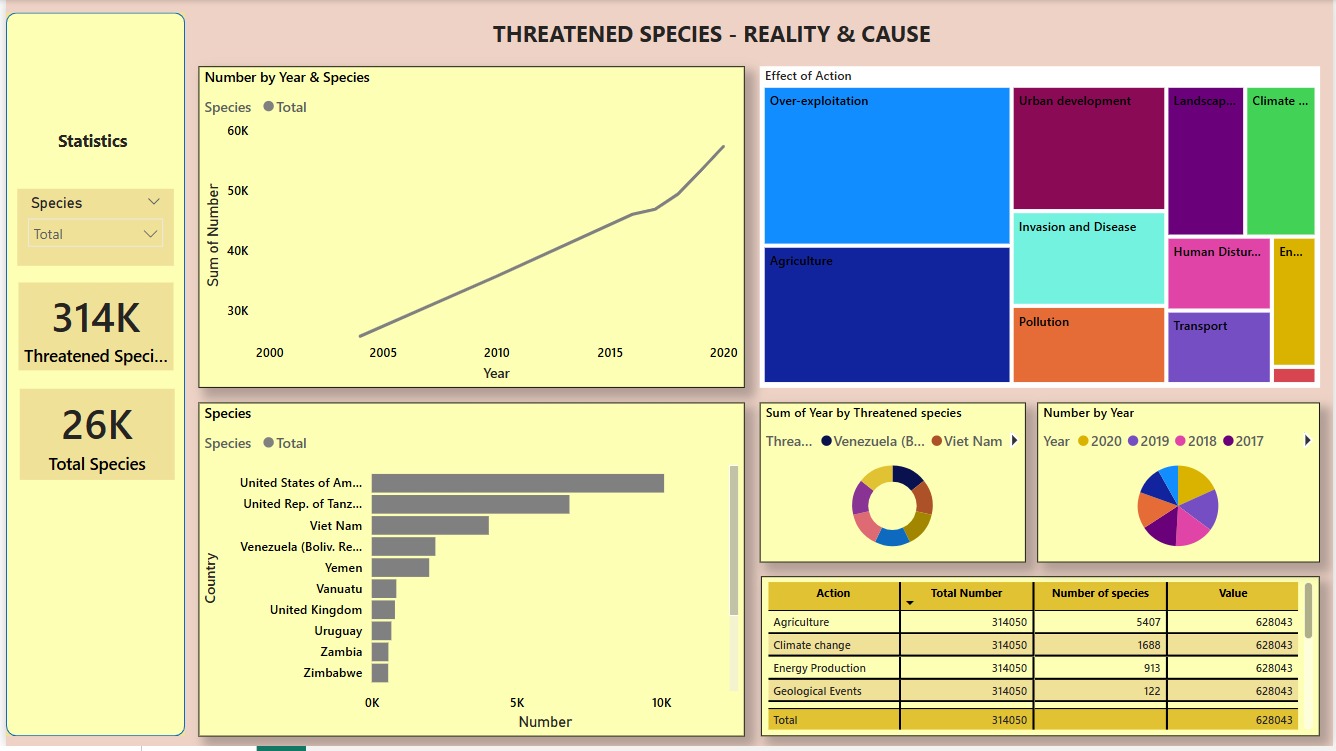 THREATENED SPECIES - REALITY & CAUSE
Statistics
Species
Total
314K
Threatened Speci...
26K
Total Species
Number by Year & Species
Species Total
Sum of Number
60K
50K
40K
30K
2000 2005 2010 2015 2020
Year
Effect of Action
Over-exploitation
Agriculture
Urban development
Invasion and Disease
Pollution
Landscap...
Climate ...
Human Distur...
En...
Transport
Species
Species Total
Country
United States of Am...
United Rep. of Tanz...
Viet Nam
Venezuela (Boliv. Re...
Yemen
Vanuatu
United Kingdom
Uruguay
Zambia
Zimbabwe
0K 5K 10K
Number
Sum of Year by Threatened species
Threa... Venezuela (B... Viet Nam
Number by Year
Year 2020 2019 2018 2017
Action Total Number Number of species Value
Agriculture 314050 5407 628043
Climate change 314050 1688 628043
Energy Production 314050 913 628043
Geological Events 314050 122 628043
Total 314050 628043